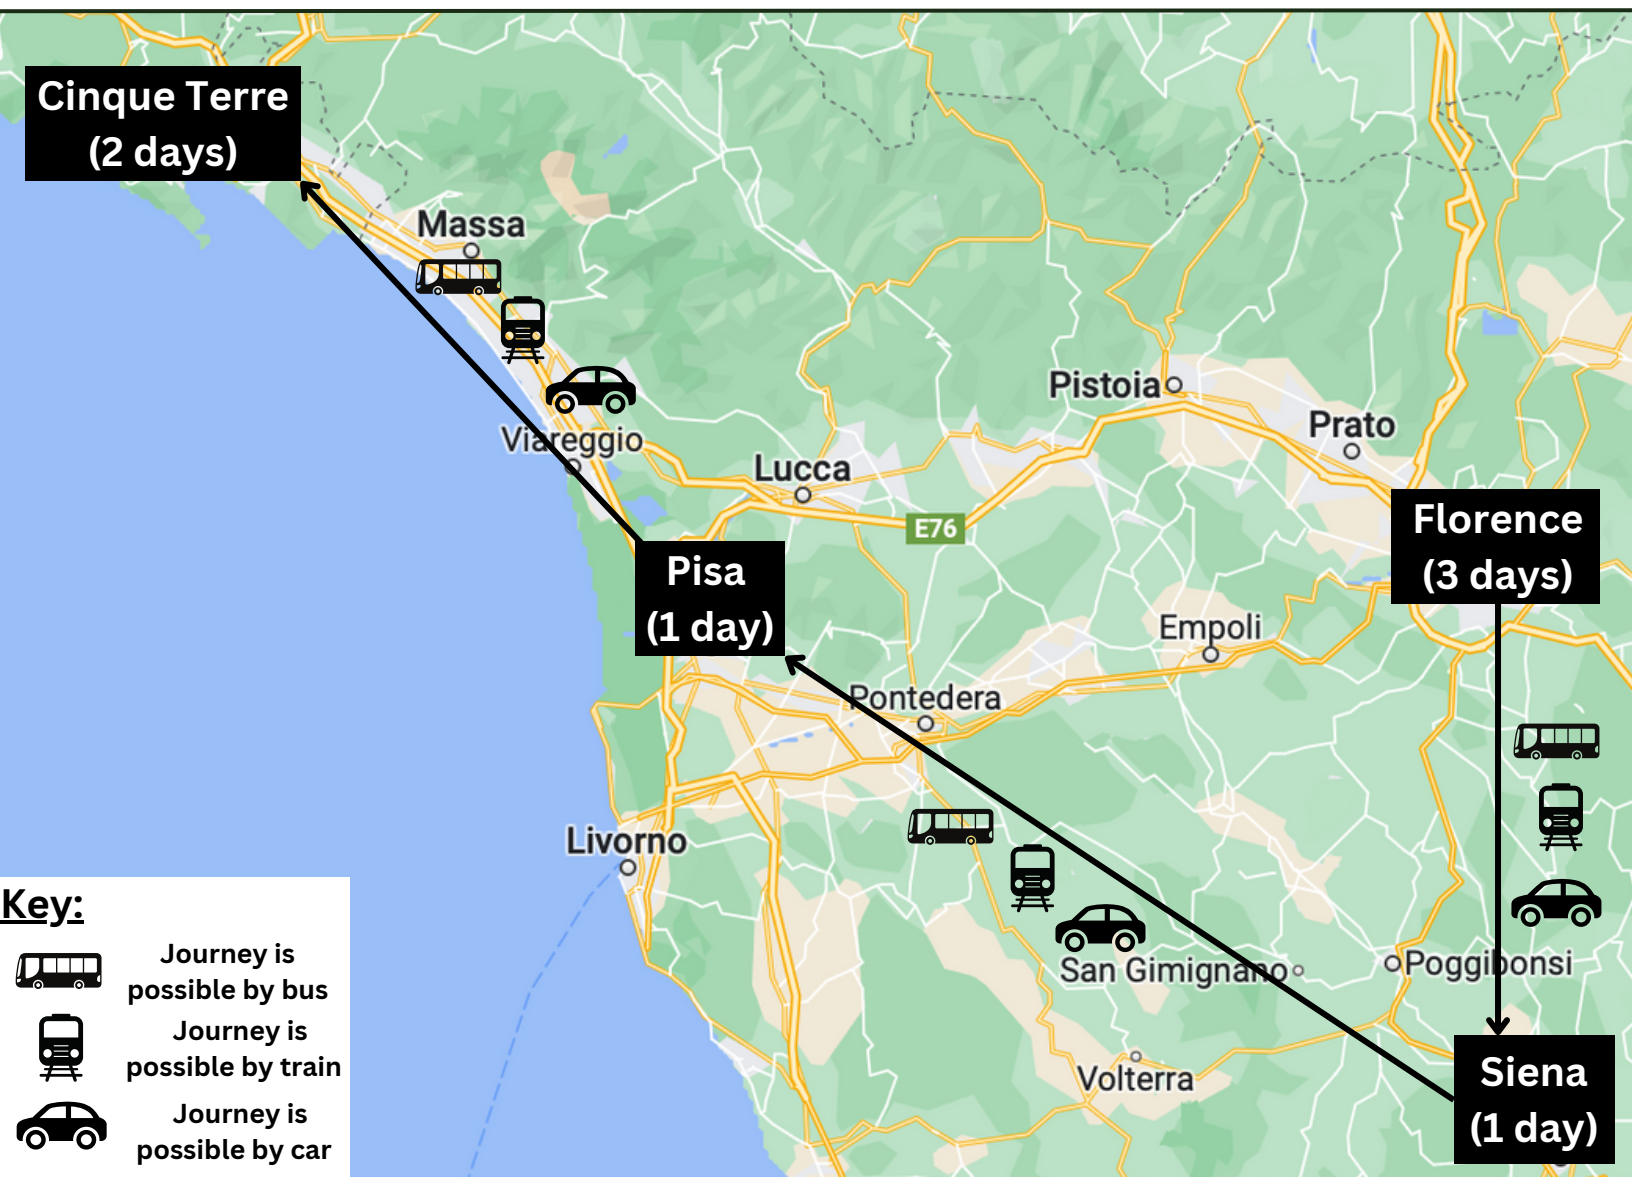 Cinque Terre
(2 days)
Massa
Viareggio
Lucca
Pistoia
Prato
E76
Florence
(3 days)
Pisa
(1 day)
Empoli
Pontedera
Livorno
San Gimignano
Poggibonsi
Volterra
Siena
(1 day)
Key:
Journey is
possible by bus
Journey is
possible by train
Journey is
possible by car